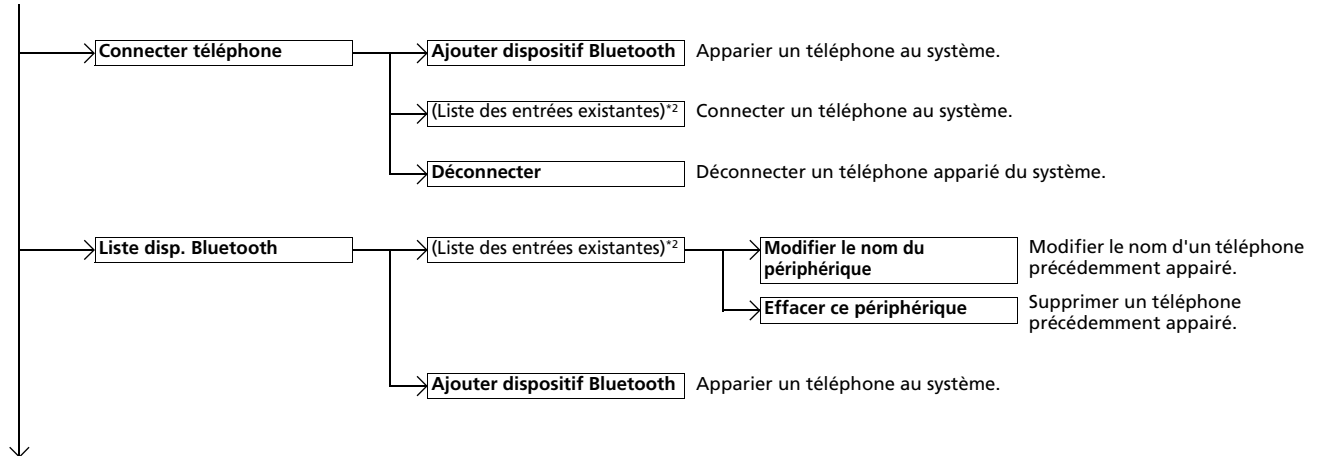 Connecter téléphone
Ajouter dispositif Bluetooth
Apparier un téléphone au système.
(Liste des entrées existantes)*2
Connecter un téléphone au système.
Déconnecter
Déconnecter un téléphone apparié du système.
Liste disp. Bluetooth
(Liste des entrées existantes)*2
Modifier le nom du
périphérique
Modifier le nom d'un téléphone
précédemment appairé.
Effacer ce périphérique
Supprimer un téléphone
précédemment appairé.
Ajouter dispositif Bluetooth
Apparier un téléphone au système.